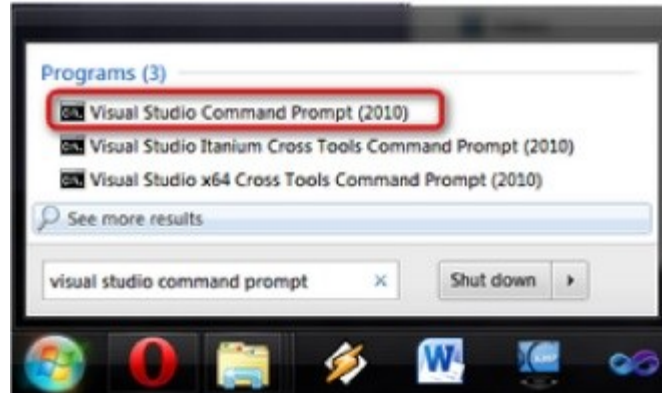 Programs (3)
Visual Studio Command Prompt (2010)
Visual Studio Itanium Cross Tools Command Prompt (2010)
Visual Studio x64 Cross Tools Command Prompt (2010)
See more results
visual studio command prompt
Shut down